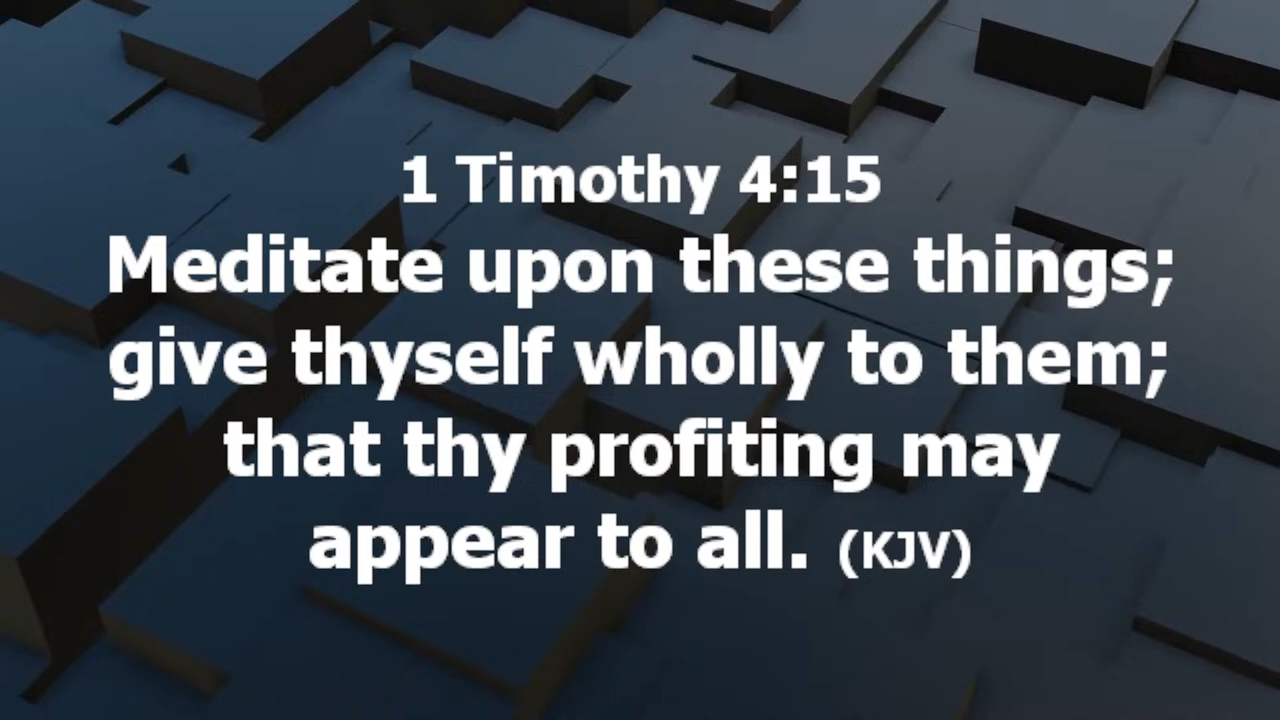 1 Timothy 4:15
Meditate upon these things;
give thyself wholly to them;
that thy profiting may
appear to all. (KJV)